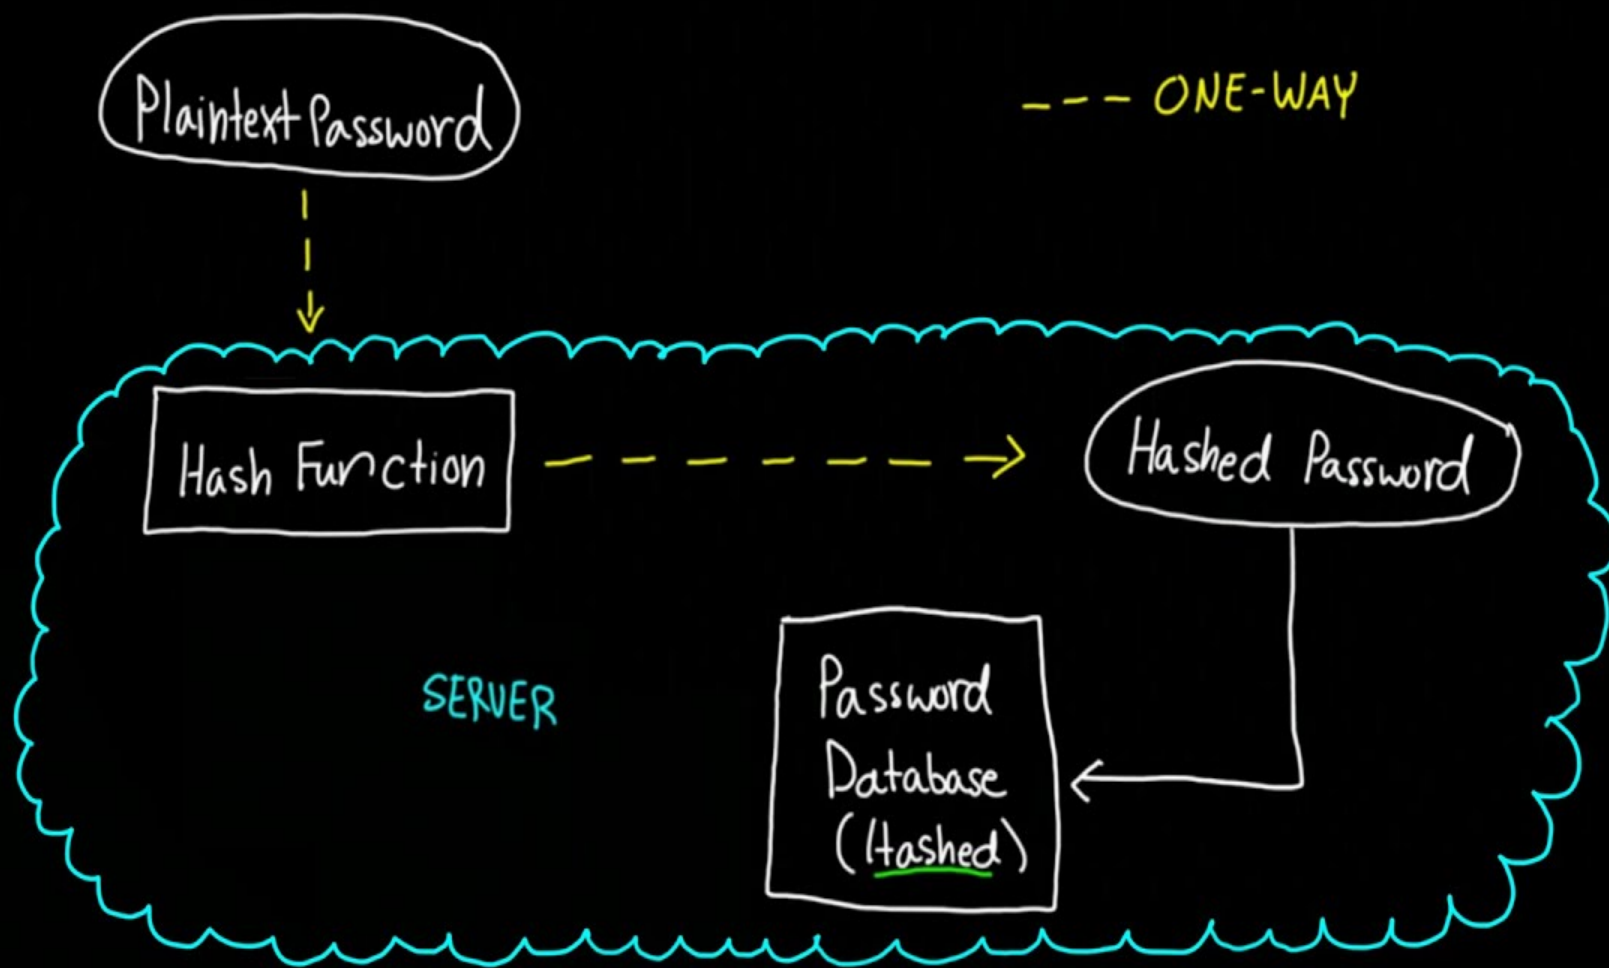 Plaintext Password
ONE-WAY
Hash Function
Hashed Password
SERVER
Password
Database
(Hashed)